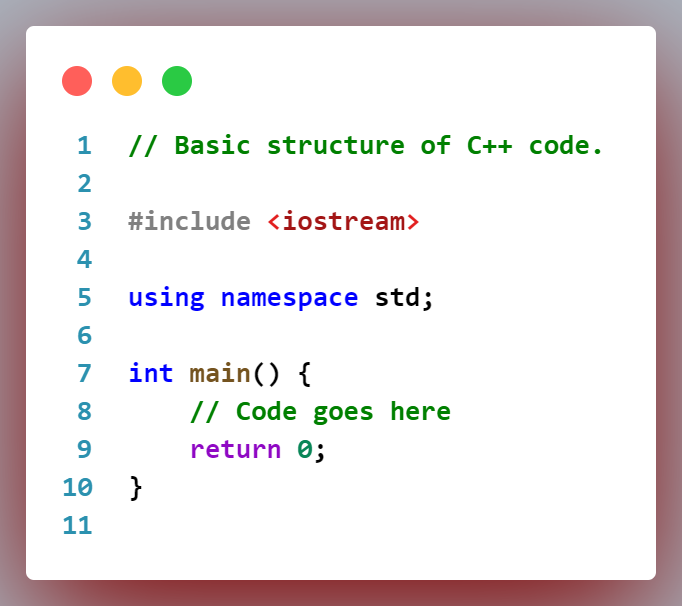 1 // Basic structure of C++ code.
2
3 #include <iostream>
4
5 using namespace std;
6
7 int main() {
8     // Code goes here
9     return 0;
10 }
11